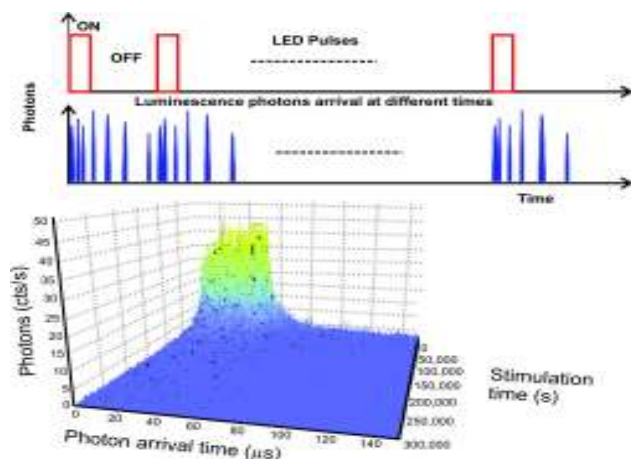 ON
OFF
LED Pulses
Luminescence photons arrival at different times
Photons
Time
50
45
40
35
30
25
20
15
10
5
0
Photons (cts/s)
0
20
40
60
80
100
120
140
Photon arrival time (μs)
0
50,000
100,000
150,000
200,000
250,000
300,000
Stimulation
time (s)